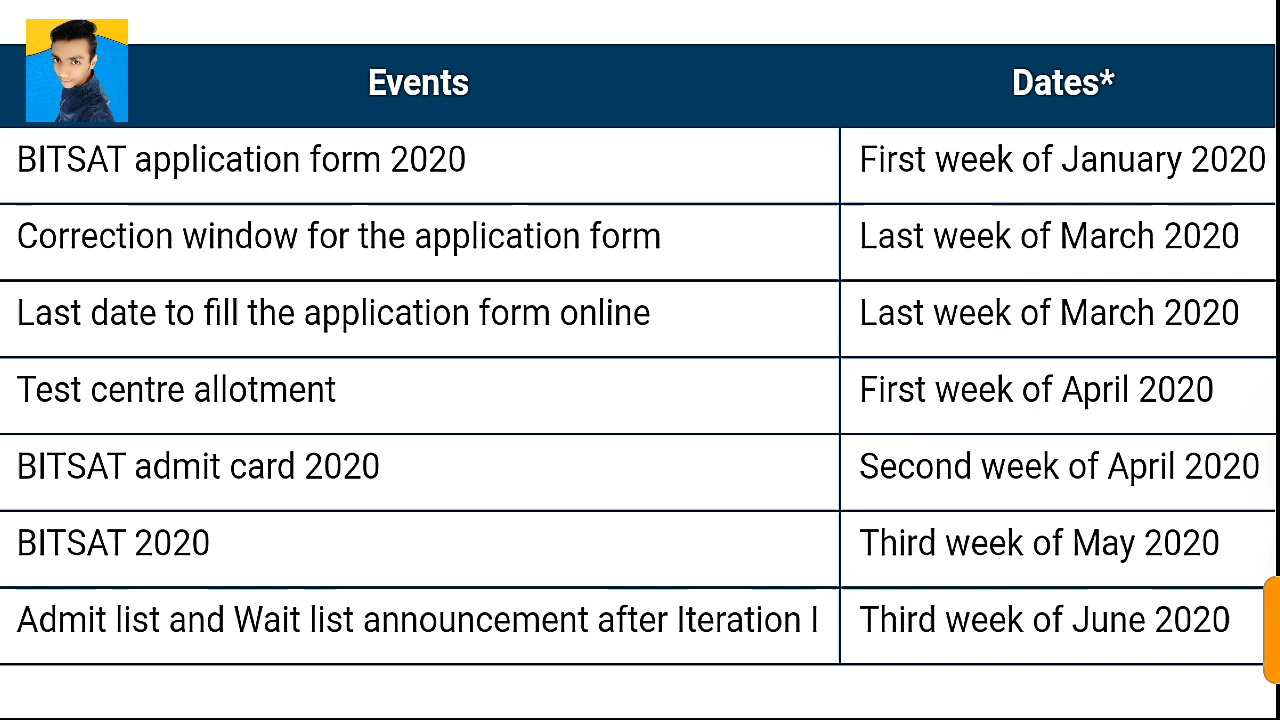 Events Dates*
BITSAT application form 2020 First week of January 2020
Correction window for the application form Last week of March 2020
Last date to fill the application form online Last week of March 2020
Test centre allotment First week of April 2020
BITSAT admit card 2020 Second week of April 2020
BITSAT 2020 Third week of May 2020
Admit list and Wait list announcement after Iteration I Third week of June 2020